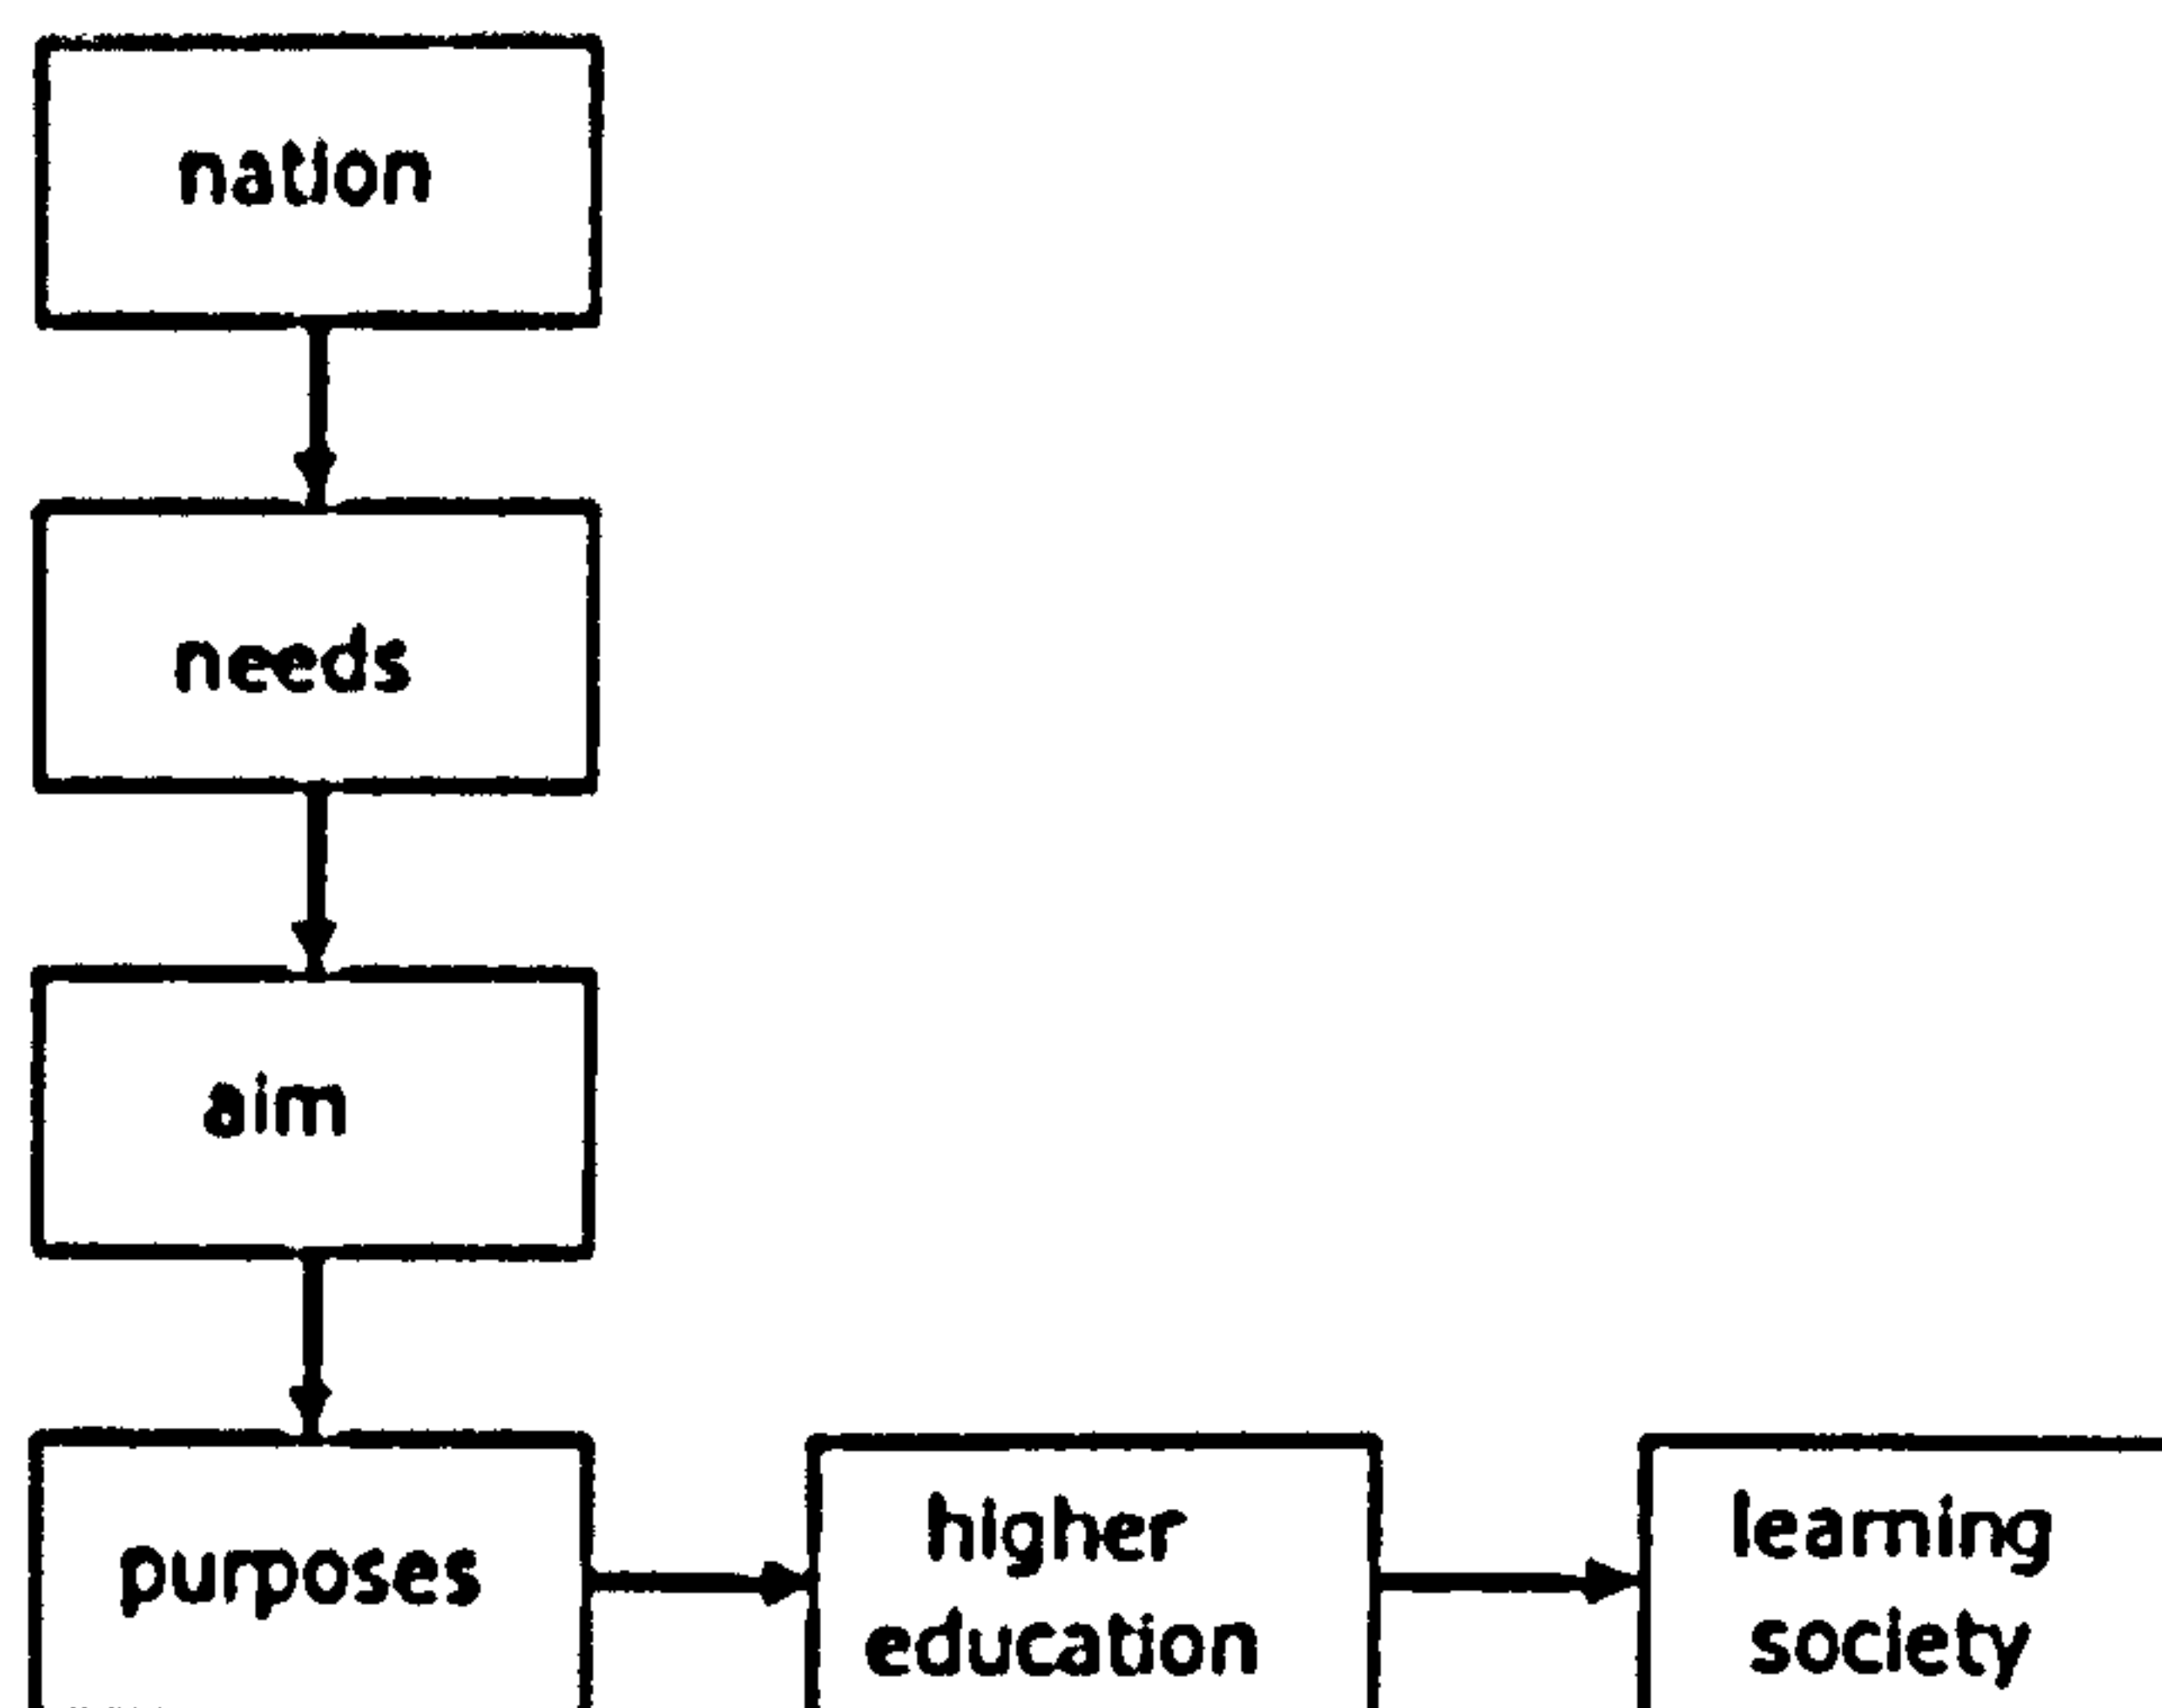 nation
needs
aim
purposes
higher
education
learning
society